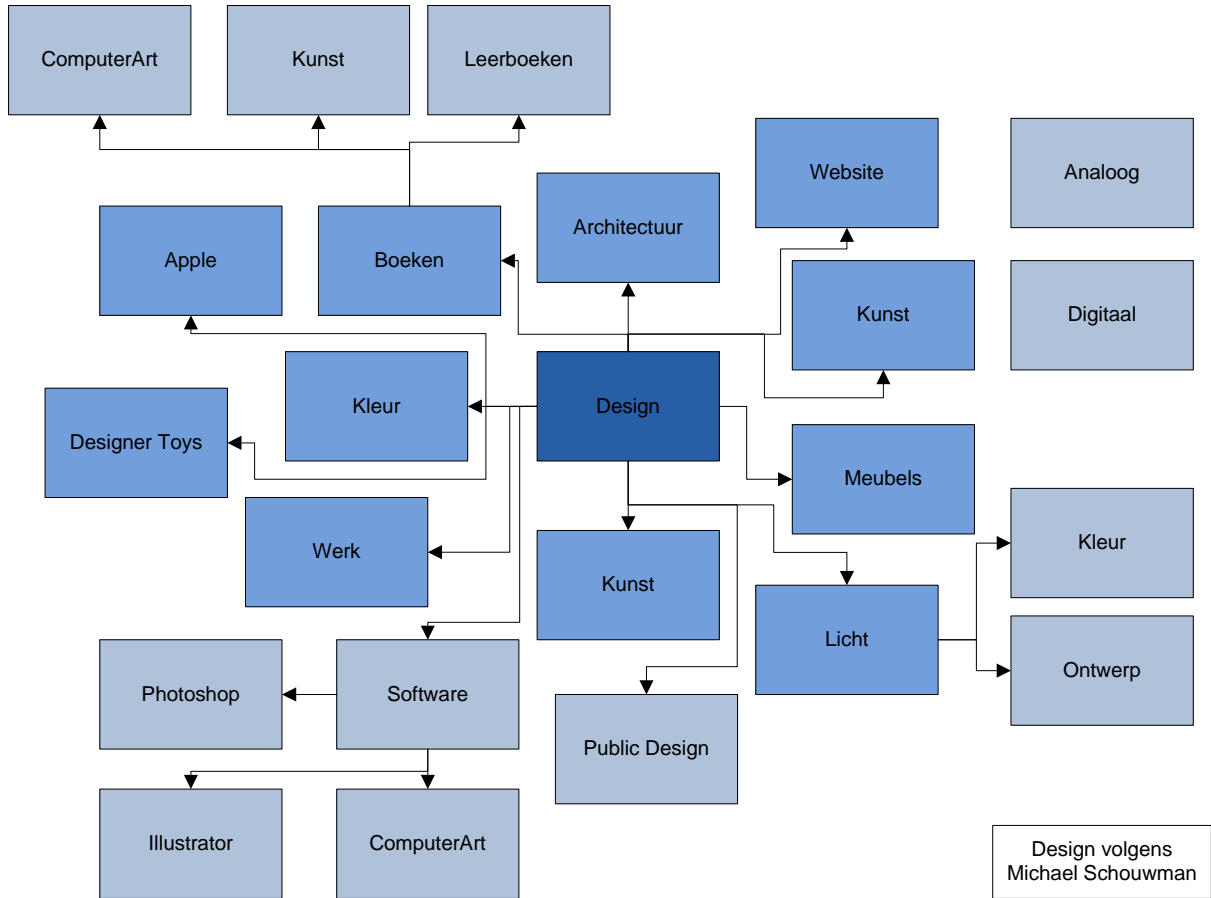 ComputerArt
Kunst
Leerboeken
Website
Analoog
Architectuur
Apple
Boeken
Kunst
Digitaal
Kleur
Design
Designer Toys
Meubels
Werk
Kunst
Kleur
Licht
Photoshop
Software
Ontwerp
Public Design
Illustrator
ComputerArt
Design volgens
Michael Schouwman